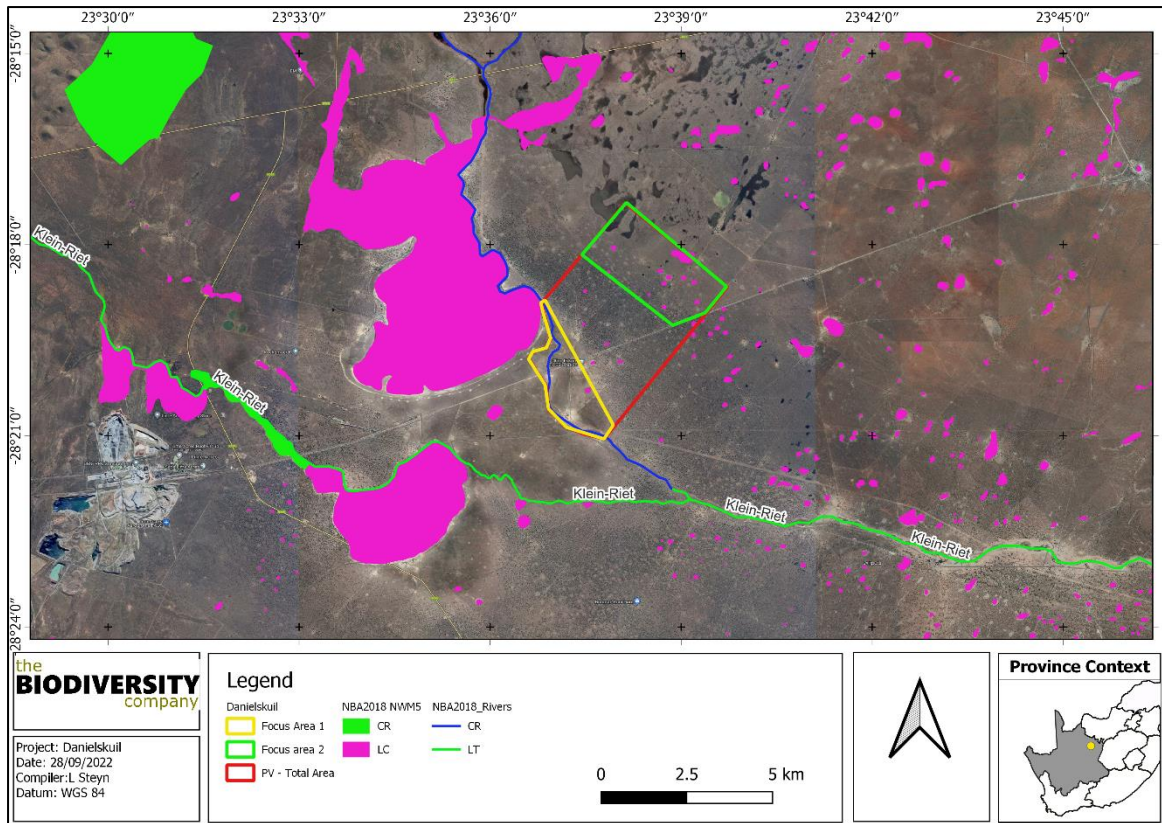 23°30'0" 23°33'0" 23°36'0" 23°39'0" 23°42'0" 23°45'0"
-28°15'0"
-28°18'0"
-28°21'0"
-28°24'0"
Klein-Riet
Klein-Riet
Klein-Riet
Klein-Riet
Klein-Riet
the
BIODIVERSITY
company
Project: Danielskuil
Date: 28/09/2022
Compiler:L Steyn
Datum: WGS 84
Legend
Danielskuil
Focus Area 1
Focus area 2
PV - Total Area
NBA2018 NWM5
CR
LC
NBA2018_Rivers
CR
LT
0 2.5 5 km
Province Context